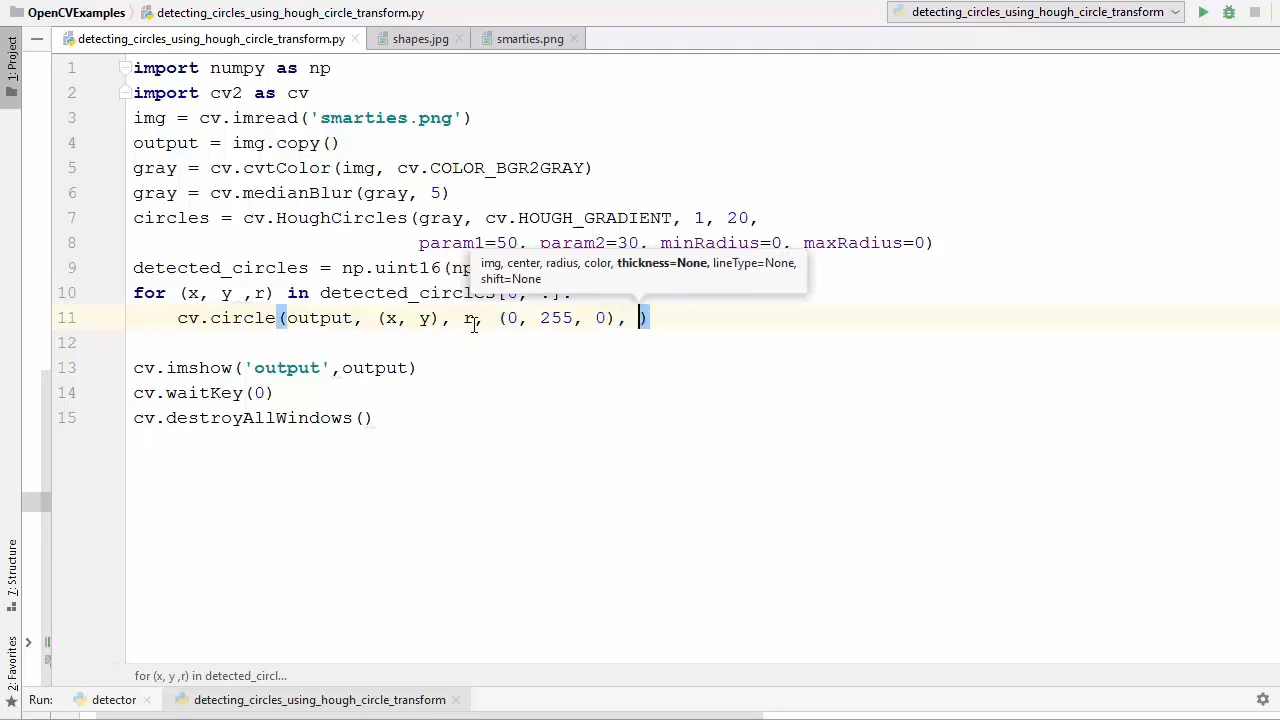 OpenCVExamples detecting_circles_using_hough_circle_transform.py detecting_circles_using_hough_circle_transform
detecting_circles_using_hough_circle_transform.py shapes.jpg smarties.png
1: Project
1 import numpy as np
2 import cv2 as cv
3 img = cv.imread('smarties.png')
4 output = img.copy()
5 gray = cv.cvtColor(img, cv.COLOR_BGR2GRAY)
6 gray = cv.medianBlur(gray, 5)
7 circles = cv.HoughCircles(gray, cv.HOUGH_GRADIENT, 1, 20,
8 param1=50, param2=30, minRadius=0, maxRadius=0)
9 detected_circles = np.uint16(np
img, center, radius, color, thickness=None, lineType=None,
shift=None
10 for (x, y ,r) in detected_circles[0, :]:
11 cv.circle(output, (x, y), r, (0, 255, 0), )
12
13 cv.imshow('output',output)
14 cv.waitKey(0)
15 cv.destroyAllWindows()
7: Structure
2: Favorites
for (x, y ,r) in detected_circl...
Run: detector detecting_circles_using_hough_circle_transform